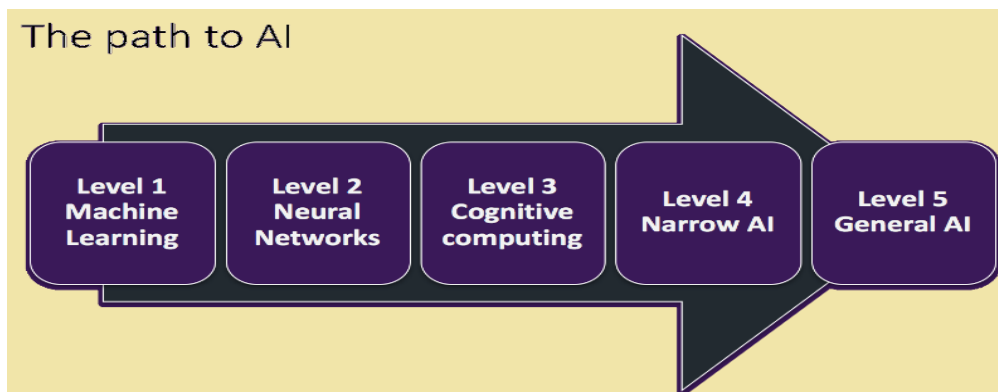 The path to AI
Level 1
Machine
Learning
Level 2
Neural
Networks
Level 3
Cognitive
computing
Level 4
Narrow AI
Level 5
General AI